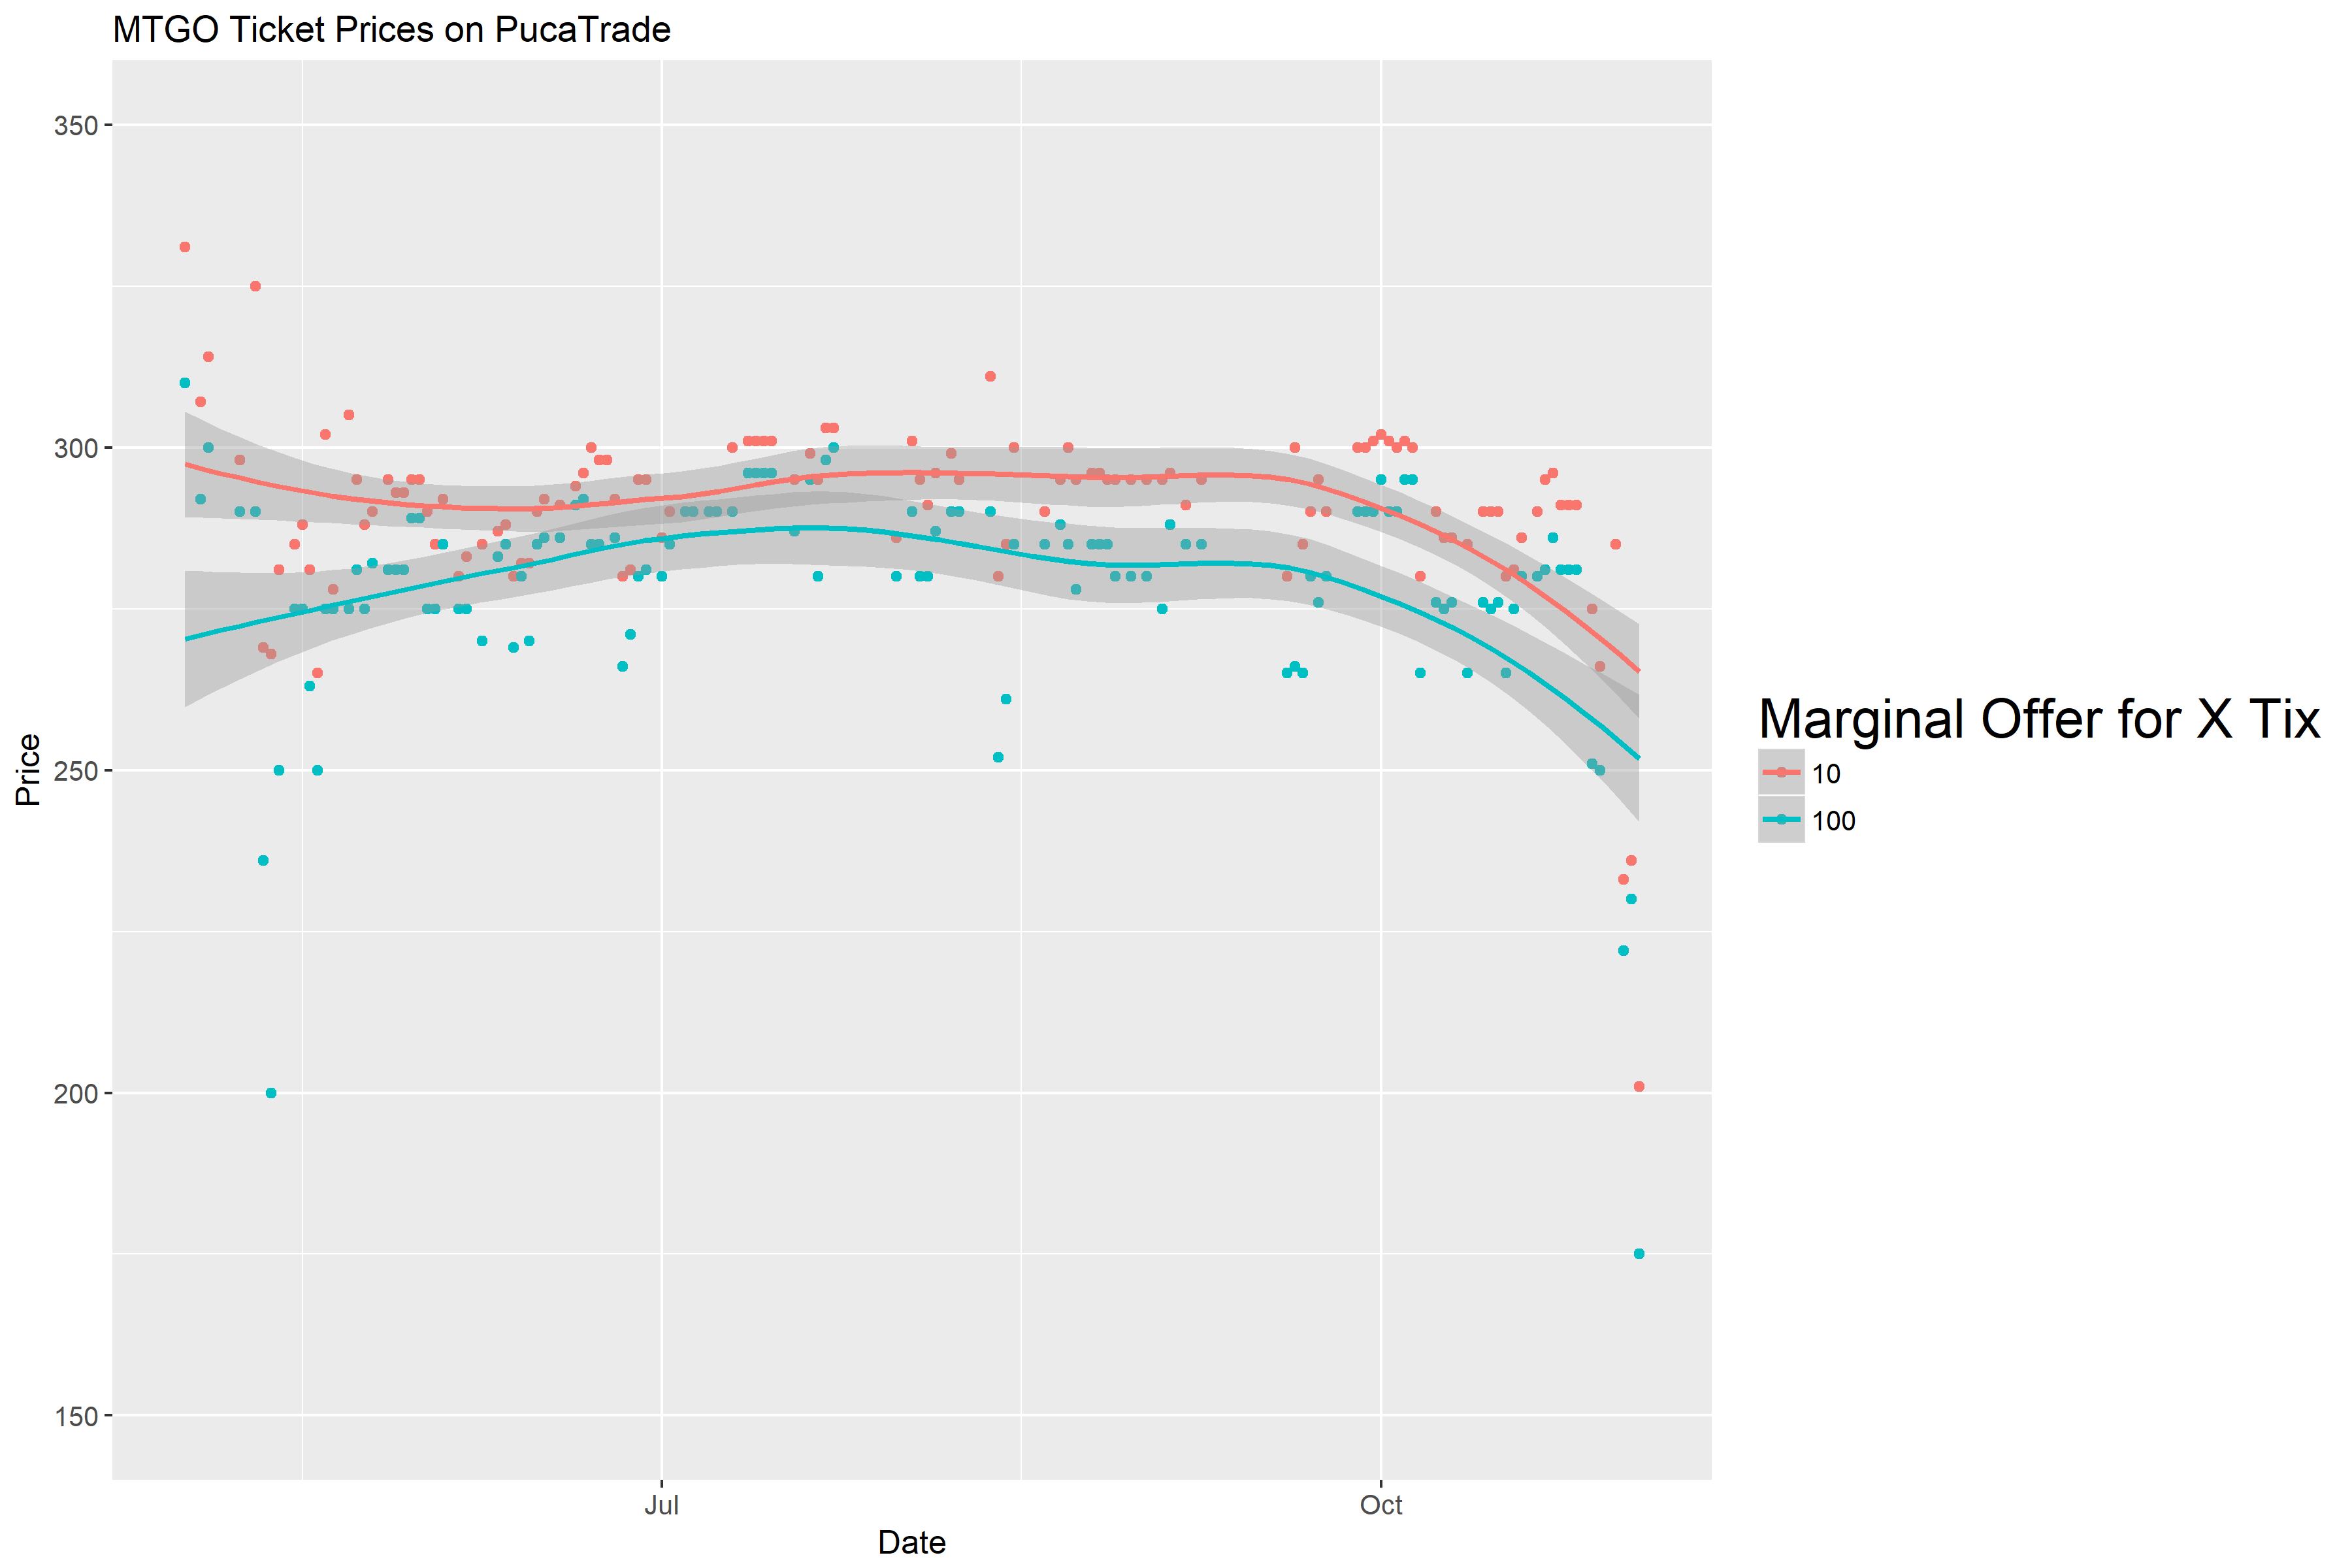 MTGO Ticket Prices on PucaTrade
350
300
250
200
150
Price
Jul
Oct
Date
Marginal Offer for X Tix
10
100